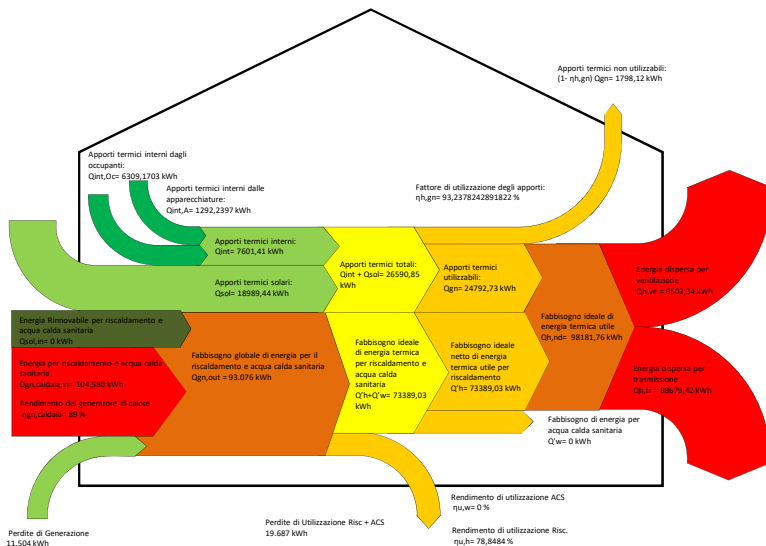 Apporti termici non utilizzabili:
(1- ηh,gn) Qgn= 1798,12 kWh
Apporti termici interni dagli
occupanti:
Qint,Oc= 6309,1703 kWh
Apporti termici interni dalle
apparecchiature:
Qint,A= 1292,2397 kWh
Fattore di utilizzazione degli apporti:
ηh,gn= 93,2378242891822 %
Apporti termici interni:
Qint= 7601,41 kWh
Apporti termici solari:
Qsol= 18989,44 kWh
Apporti termici totali:
Qint + Qsol= 26590,85
kWh
Apporti termici
utilizzabili:
Qgn= 24792,73 kWh
Energia dispersa per
ventilazione
Qh,ve = 9502,34 kWh
Energia Rinnovabile per riscaldamento e
acqua calda sanitaria
Qsol,in= 0 kWh
Energia per riscaldamento e acqua calda
sanitaria
Qgn,caldaia,in= 104.580 kWh
Rendimento del generatore di calore
ηgn,caldaia= 89 %
Fabbisogno globale di energia per il
riscaldamento e acqua calda sanitaria
Qgn,out = 93.076 kWh
Fabbisogno ideale
di energia termica
per riscaldamento e
acqua calda
sanitaria
Q'h+Q'w= 73389,03
kWh
Fabbisogno ideale
netto di energia
termica utile per
riscaldamento
Q'h= 73389,03 kWh
Fabbisogno ideale di
energia termica utile
Qh,nd= 98181,76 kWh
Energia dispersa per
trasmissione
Qh,tr = 88679,42 kWh
Fabbisogno di energia per
acqua calda sanitaria
Q'w= 0 kWh
Perdite di Generazione
11.504 kWh
Perdite di Utilizzazione Risc + ACS
19.687 kWh
Rendimento di utilizzazione ACS
ηu,w= 0 %
Rendimento di utilizzazione Risc.
ηu,h= 78,8484 %